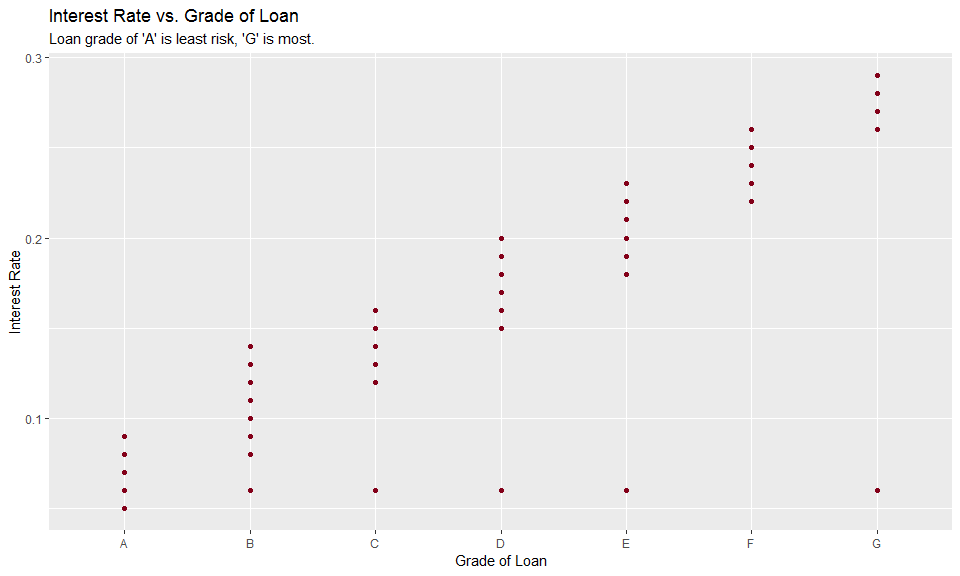 Interest Rate vs. Grade of Loan
Loan grade of 'A' is least risk, 'G' is most.
0.3
0.2
0.1
Interest Rate
A B C D E F G
Grade of Loan